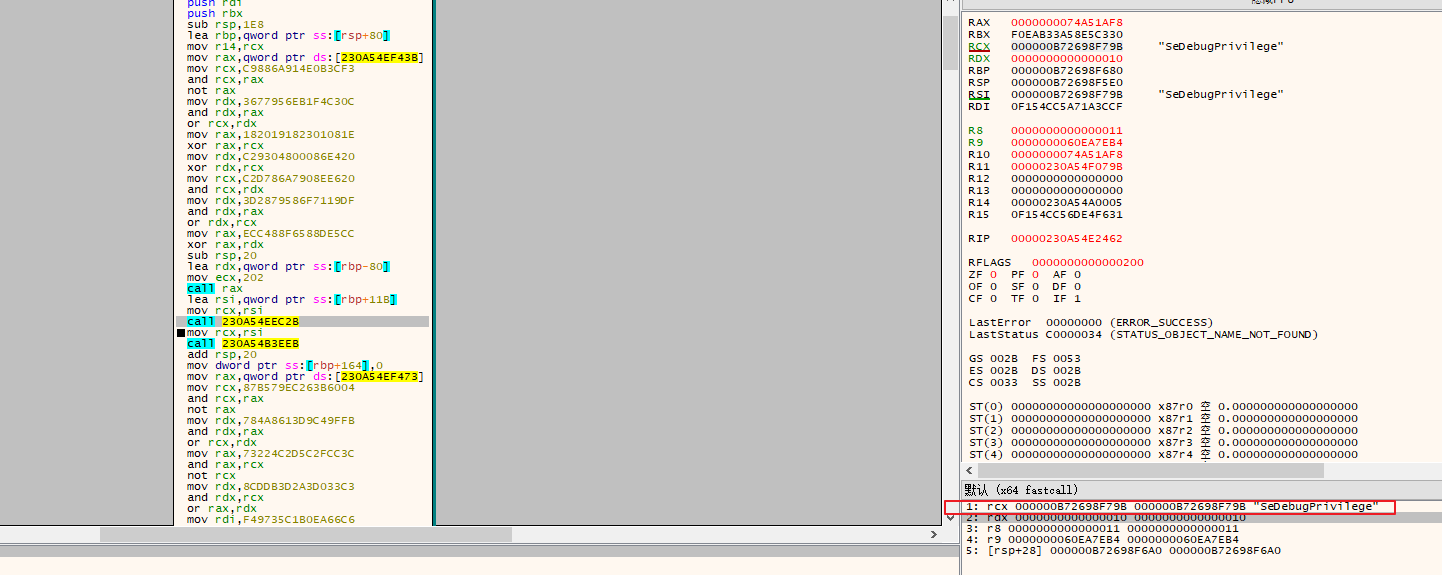 push rdi
push rbx
sub rsp,1E8
lea rbp,qword ptr ss:[rsp+80]
mov r14,rcx
mov rax,qword ptr ds:[230A54EF43B]
mov rcx,C9886A914E0B3CF3
and rcx,rax
not rax
mov rdx,3677956EB1F4C30C
and rdx,rax
or rcx,rdx
mov rax,182019182301081E
xor rax,rcx
mov rdx,C29304800086E420
xor rdx,rcx
mov rcx,C2D786A7908EE620
and rcx,rdx
mov rdx,3D2879586F7119DF
and rdx,rax
or rdx,rcx
mov rax,ECC488F6588DE5CC
xor rax,rdx
sub rsp,20
lea rdx,qword ptr ss:[rbp-80]
mov ecx,202
call rax
lea rsi,qword ptr ss:[rbp+11B]
mov rcx,rsi
call 230A54EEC2B
mov rcx,rsi
call 230A54B3EEB
add rsp,20
mov dword ptr ss:[rbp+164],0
mov rax,qword ptr ds:[230A54EF473]
mov rcx,87B579EC263B6004
and rcx,rax
not rax
mov rdx,784A8613D9C49FFB
and rdx,rax
or rcx,rdx
mov rax,73224C2D5C2FCC3C
and rax,rcx
not rcx
mov rdx,8CDDB3D2A3D033C3
and rdx,rcx
or rax,rdx
mov rdi,F49735C1B0EA66C6
RAX 0000000074A51AF8
RBX F0EAB33A58E5C330
RCX 000000B72698F79B "SeDebugPrivilege"
RDX 0000000000000010
RBP 000000B72698F680
RSP 000000B72698F5E0
RSI 000000B72698F79B "SeDebugPrivilege"
RDI 0F154CC5A71A3CCF
R8 0000000000000011
R9 0000000060EA7EB4
R10 0000000074A51AF8
R11 00000230A54F079B
R12 0000000000000000
R13 0000000000000000
R14 00000230A54A0005
R15 0F154CC56DE4F631
RIP 00000230A54E2462
RFLAGS 0000000000000200
ZF 0 PF 0 AF 0
OF 0 SF 0 DF 0
CF 0 TF 0 IF 1
LastError 00000000 (ERROR_SUCCESS)
LastStatus C0000034 (STATUS_OBJECT_NAME_NOT_FOUND)
GS 002B FS 0053
ES 002B DS 002B
CS 0033 SS 002B
ST(0) 00000000000000000000 x87r0 空 0.000000000000000000
ST(1) 00000000000000000000 x87r1 空 0.000000000000000000
ST(2) 00000000000000000000 x87r2 空 0.000000000000000000
ST(3) 00000000000000000000 x87r3 空 0.000000000000000000
ST(4) 00000000000000000000 x87r4 空 0.000000000000000000
默认 (x64 fastcall)
1: rcx 000000B72698F79B 000000B72698F79B "SeDebugPrivilege"
2: rdx 0000000000000010 0000000000000010
3: r8 0000000000000011 0000000000000011
4: r9 0000000060EA7EB4 0000000060EA7EB4
5: [rsp+28] 000000B72698F6A0 000000B72698F6A0